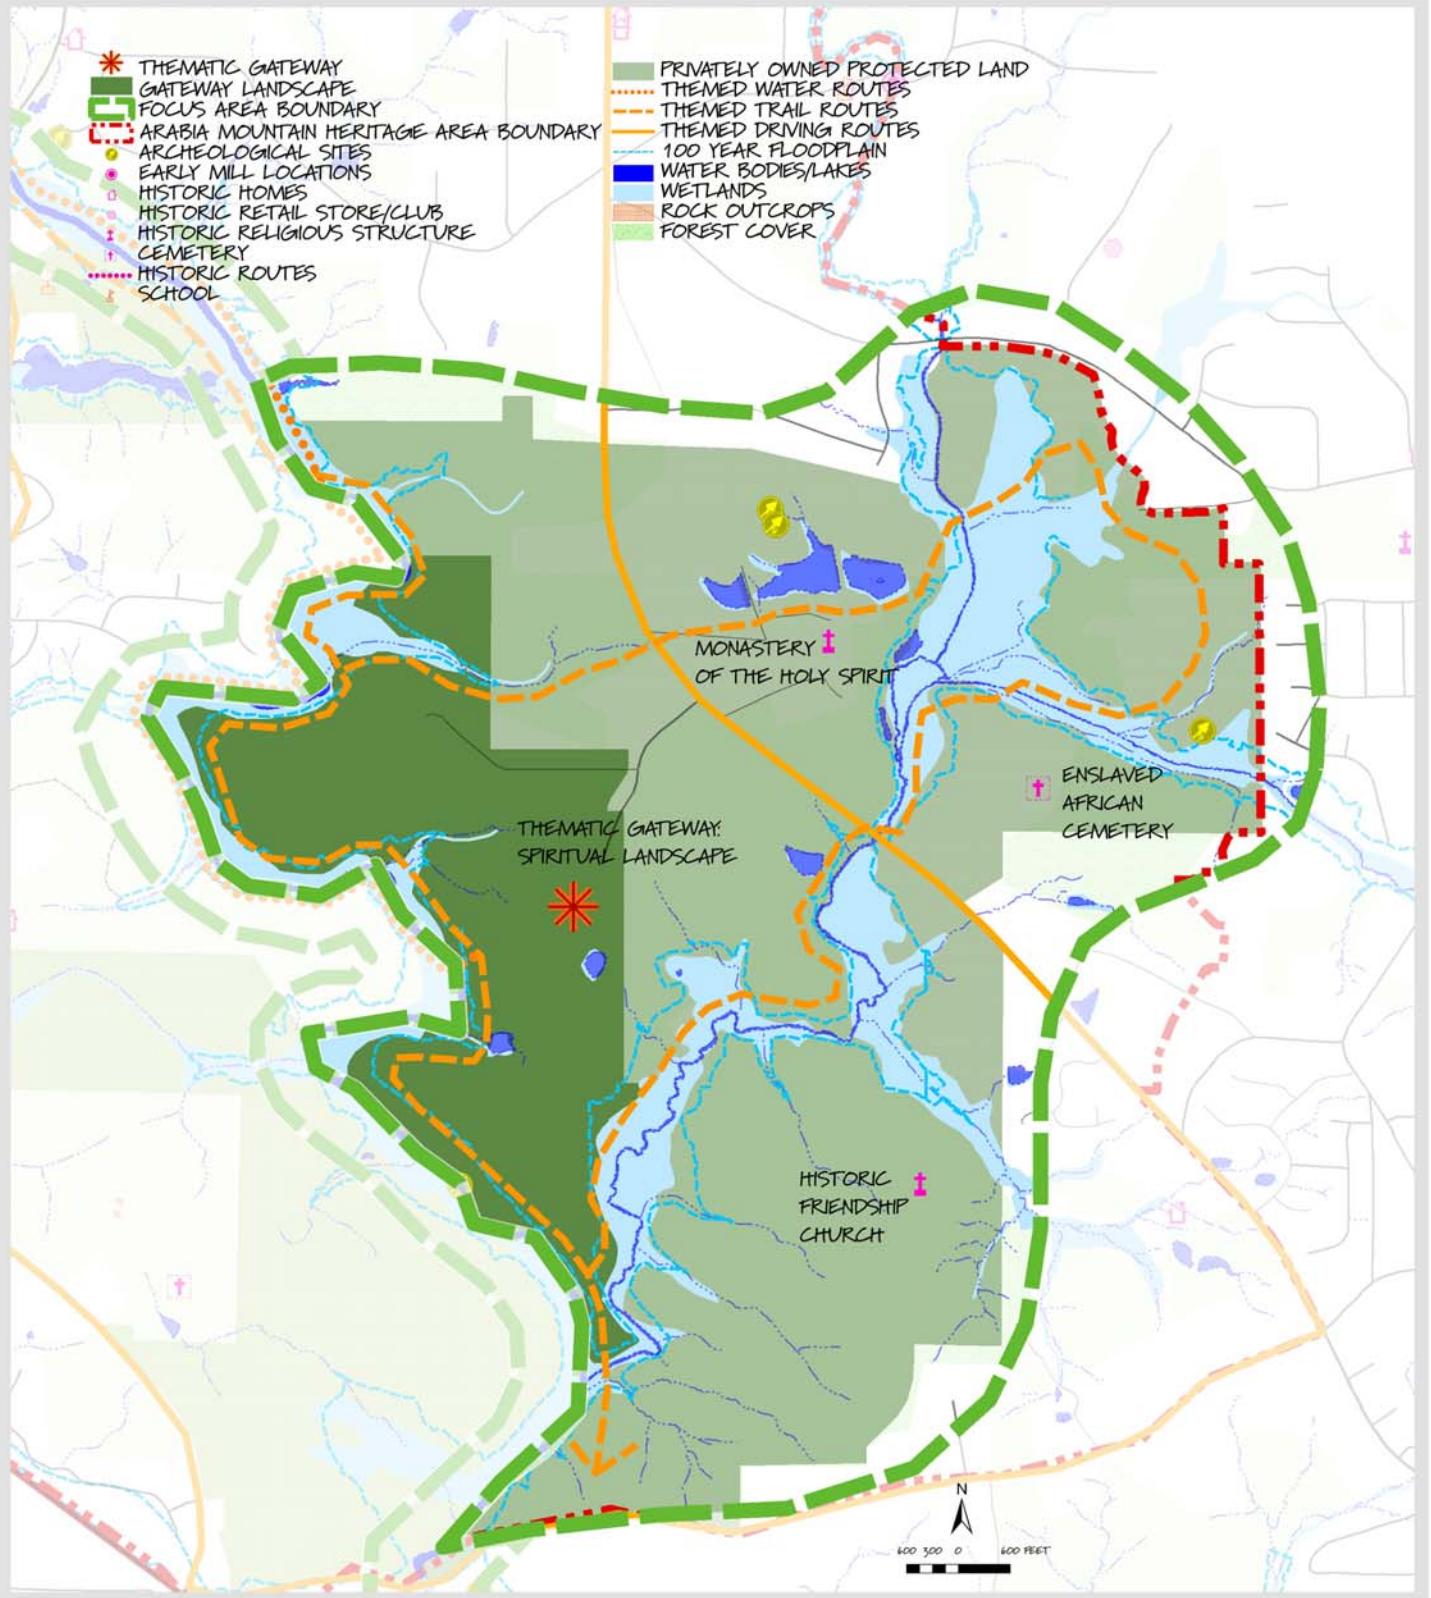 THEMATIC GATEWAY
GATEWAY LANDSCAPE
FOCUS AREA BOUNDARY
ARABIA MOUNTAIN HERITAGE AREA BOUNDARY
ARCHEOLOGICAL SITES
EARLY MILL LOCATIONS
HISTORIC HOMES
HISTORIC RETAIL STORE/CLUB
HISTORIC RELIGIOUS STRUCTURE
CEMETERY
HISTORIC ROUTES
SCHOOL
PRIVATELY OWNED PROTECTED LAND
THEMED WATER ROUTES
THEMED TRAIL ROUTES
THEMED DRIVING ROUTES
100 YEAR FLOODPLAIN
WATER BODIES/LAKES
WETLANDS
ROCK OUTCROPS
FOREST COVER
MONASTERY
OF THE HOLY SPIRIT
ENSLAVED
AFRICAN
CEMETERY
THEMATIC GATEWAY:
SPIRITUAL LANDSCAPE
HISTORIC
FRIENDSHIP
CHURCH
N
600 300 0 600 FEET